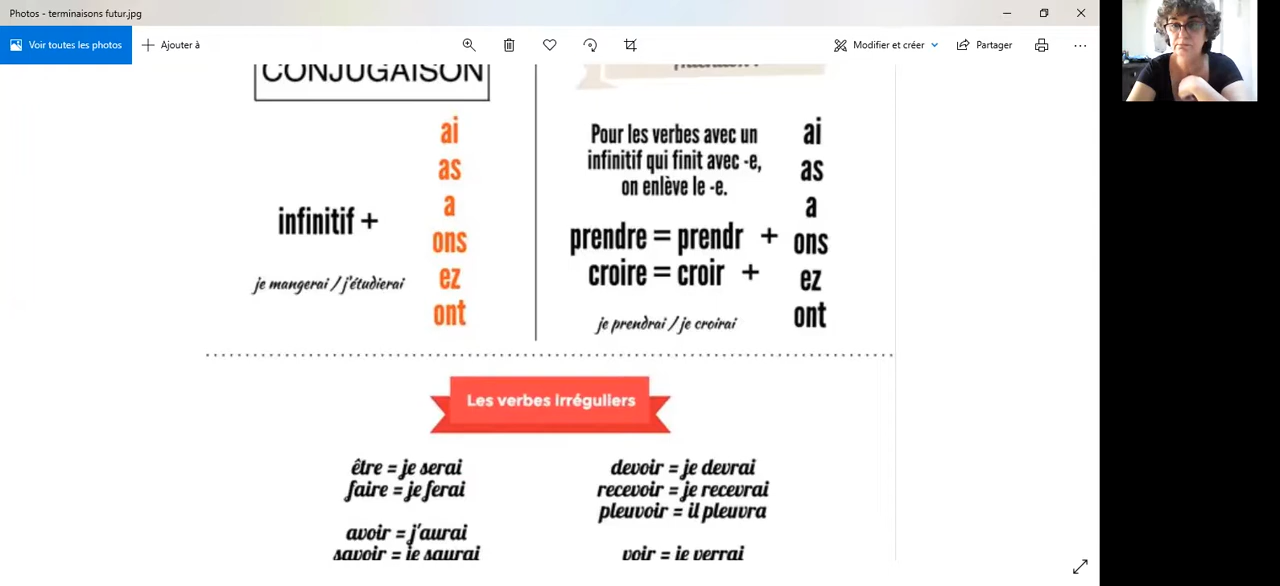 Photos - terminaisons futur.jpg
Voir toutes les photos
Ajouter à
Modifier et créer
Partager
CONJUGAISON
infinitif +
je mangerai / j'étudierai
ai
as
a
ons
ez
ont
Pour les verbes avec un
infinitif qui finit avec -e,
on enlève le -e.
prendre = prendr +
croire = croir +
je prendrai / je croirai
ai
as
a
ons
ez
ont
Les verbes irréguliers
être = je serai
faire = je ferai
avoir = j'aurai
savoir = je saurai
devoir = je devrai
recevoir = je recevrai
pleuvoir = il pleuvra
voir = je verrai